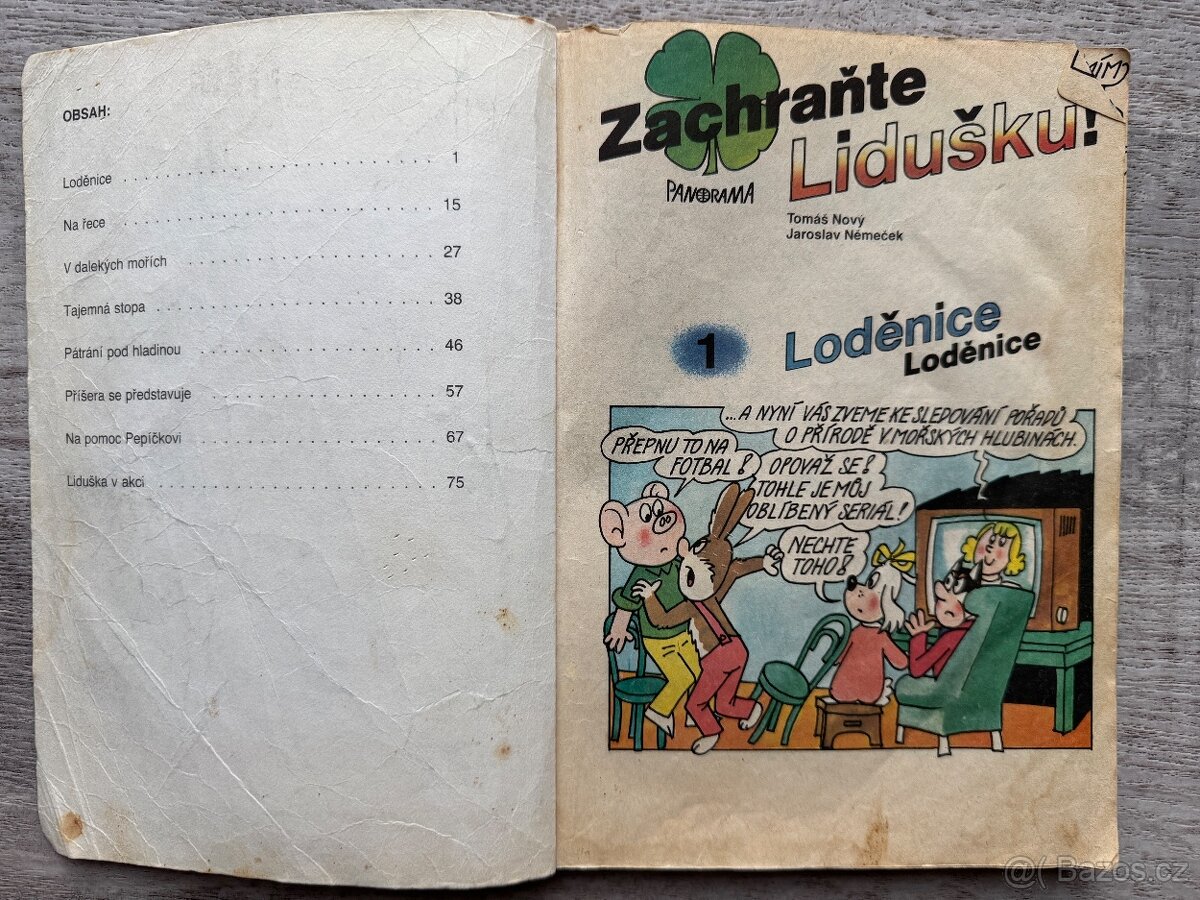 OBSAH:
Loděnice . . . . . . . . . . . . . . . . . . . . . . . . . . . . . . 1
Na řece . . . . . . . . . . . . . . . . . . . . . . . . . . . . . . 15
V dalekých mořích . . . . . . . . . . . . . . . . . . . . . . . . 27
Tajemná stopa . . . . . . . . . . . . . . . . . . . . . . . . . . 38
Pátrání pod hladinou . . . . . . . . . . . . . . . . . . . . . . 46
Příšera se představuje . . . . . . . . . . . . . . . . . . . . . 57
Na pomoc Pepíčkovi . . . . . . . . . . . . . . . . . . . . . . . 67
Liduška v akci . . . . . . . . . . . . . . . . . . . . . . . . . . 75
Zachraňte
Lidušku!
PANORAMA
Tomáš Nový
Jaroslav Němeček
1
Loděnice
Loděnice
...A NYNÍ VÁS ZVEME KE SLEDOVÁNÍ POŘADŮ
O PŘÍRODĚ V MOŘSKÝCH HLUBINÁCH.
PŘEPNU TO NA
FOTBAL!
OPOVAŽ SE!
TOHLE JE MŮJ
OBLÍBENÝ SERIÁL!
NECHTE
TOHO!
Bazos.cz